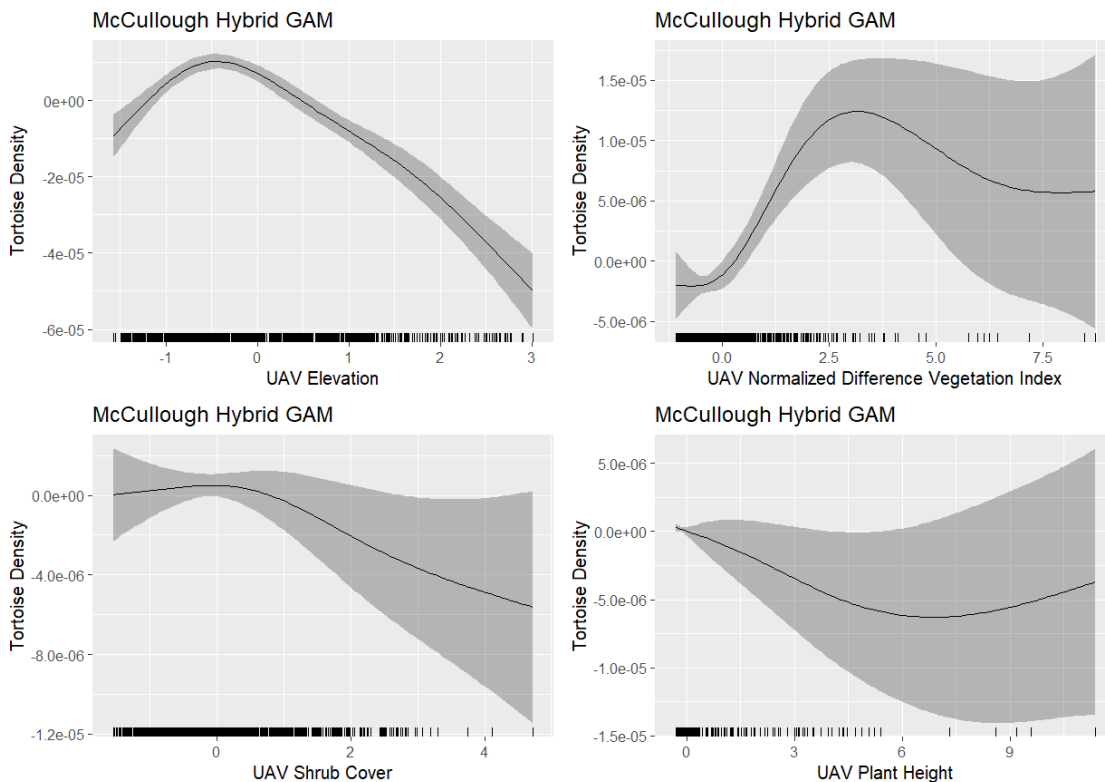 McCullough Hybrid GAM
0e+00
-2e-05
-4e-05
-6e-05
Tortoise Density
-1
0
1
2
3
UAV Elevation
McCullough Hybrid GAM
1.5e-05
1.0e-05
5.0e-06
0.0e+00
-5.0e-06
Tortoise Density
0.0
2.5
5.0
7.5
UAV Normalized Difference Vegetation Index
McCullough Hybrid GAM
0.0e+00
-4.0e-06
-8.0e-06
-1.2e-05
Tortoise Density
0
2
4
UAV Shrub Cover
McCullough Hybrid GAM
5.0e-06
0.0e+00
-5.0e-06
-1.0e-05
-1.5e-05
Tortoise Density
0
3
6
9
UAV Plant Height